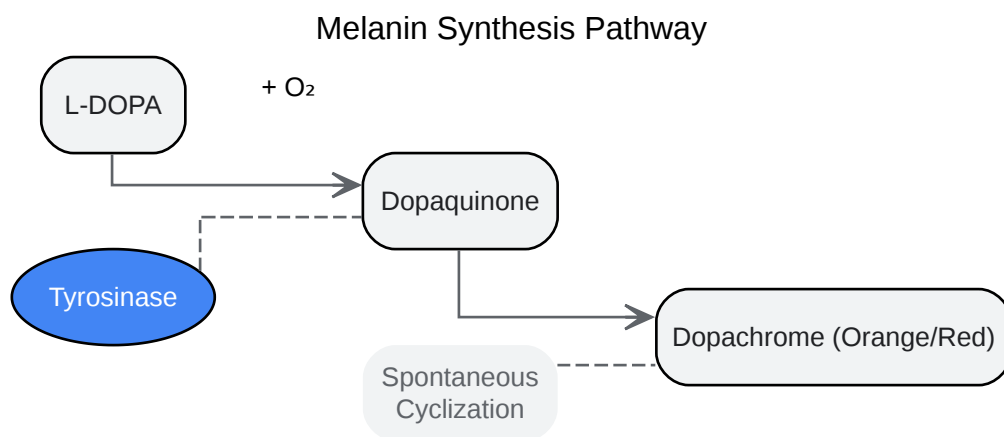 Melanin Synthesis Pathway
L-DOPA
+ O₂
Dopaquinone
Tyrosinase
Dopachrome (Orange/Red)
Spontaneous
Cyclization